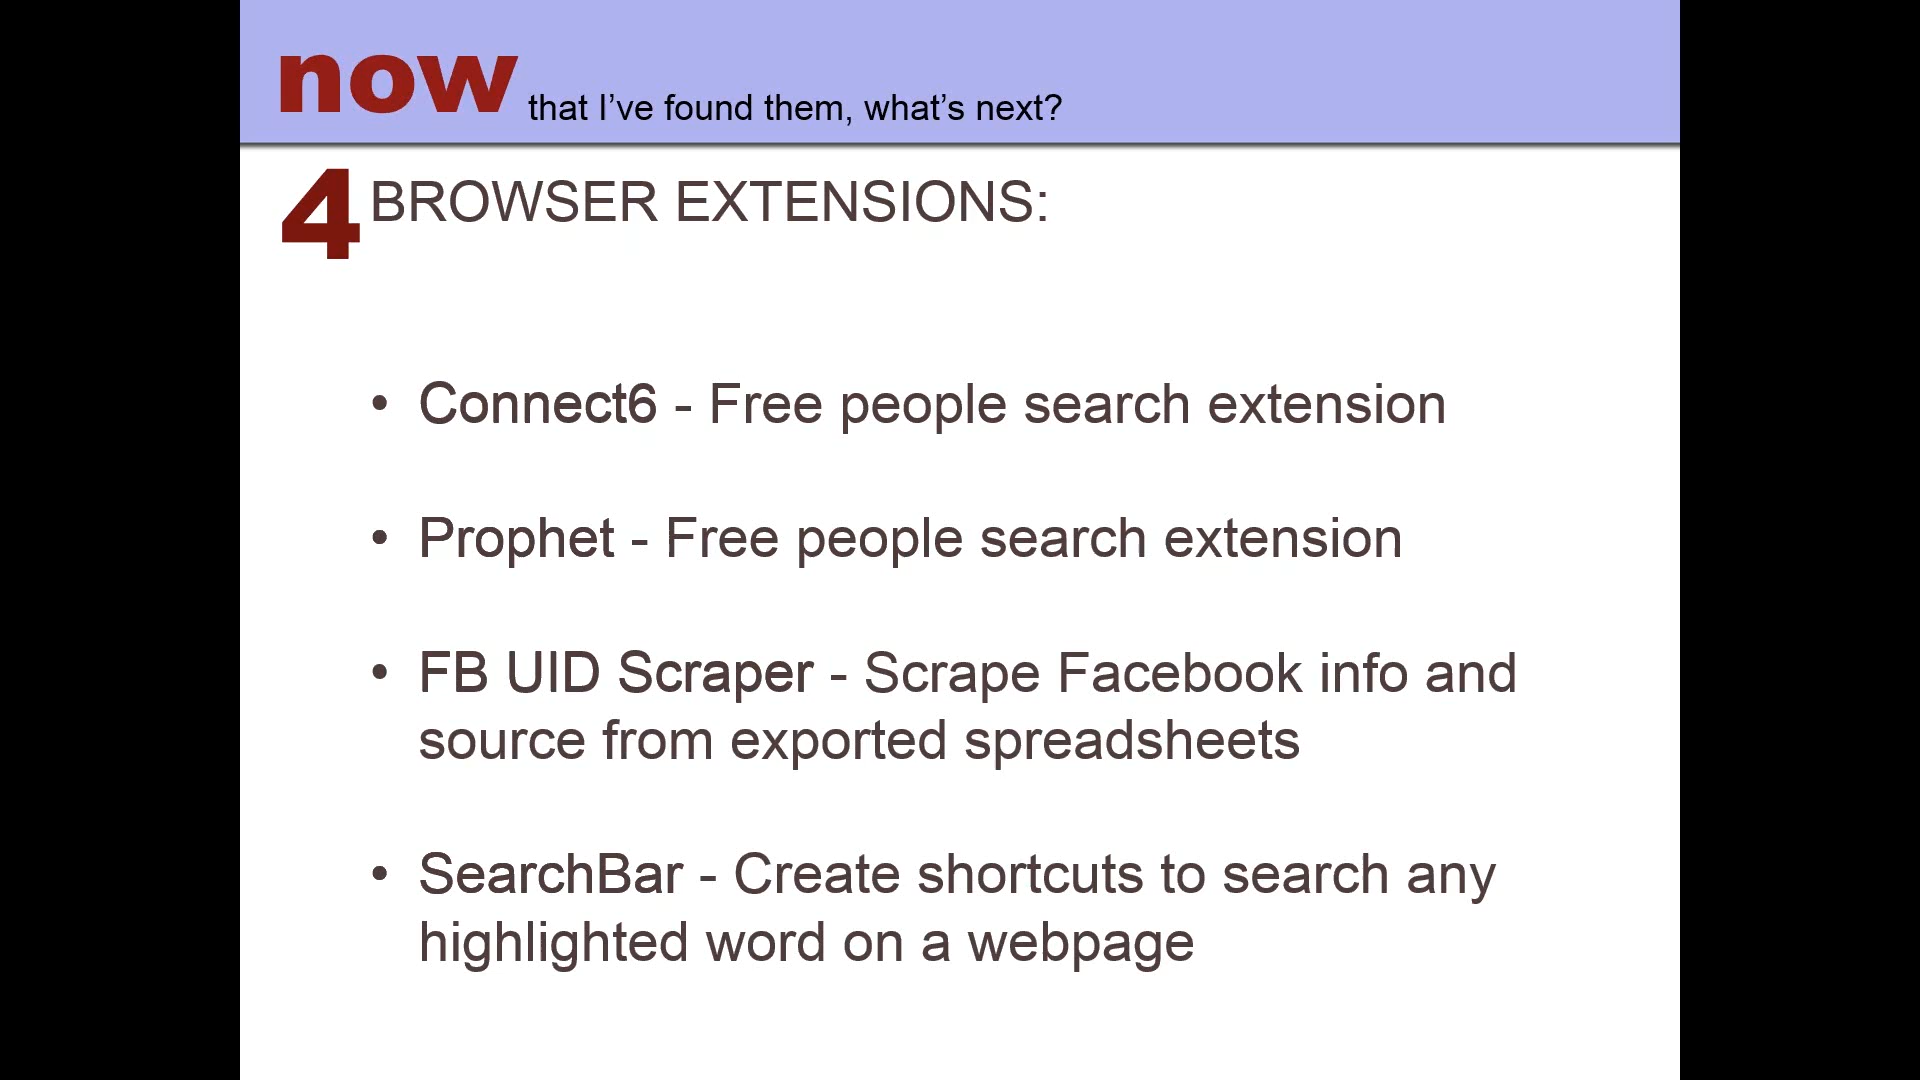 now that I’ve found them, what’s next?
4 BROWSER EXTENSIONS:
• Connect6 - Free people search extension
• Prophet - Free people search extension
• FB UID Scraper - Scrape Facebook info and
source from exported spreadsheets
• SearchBar - Create shortcuts to search any
highlighted word on a webpage